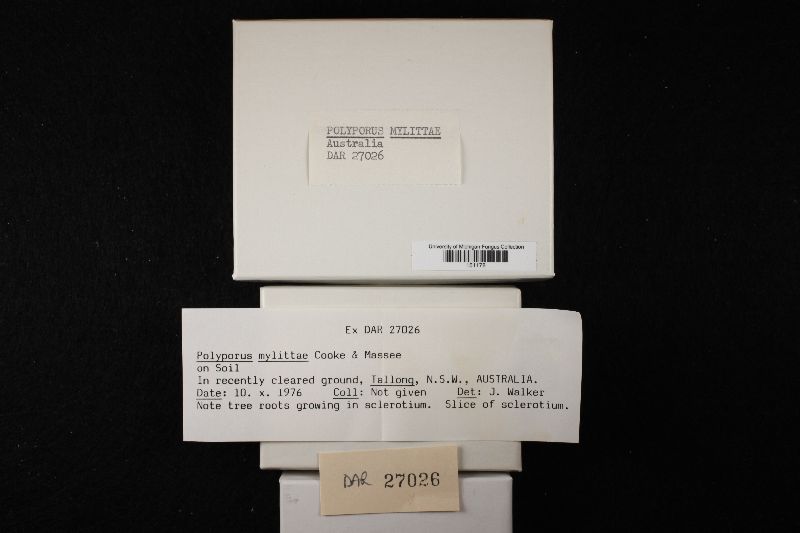 POLYPORUS MYLITTAE
Australia
DAR 27026
University of Michigan Fungus Collection
Ex DAR 27026
Polyporus mylittae Cooke & Massee
on Soil
In recently cleared ground, Tallong, N.S.W., AUSTRALIA.
Date: 10. x. 1976 Coll: Not given Det: J. Walker
Note tree roots growing in sclerotium. Slice of sclerotium.
DAR 27026